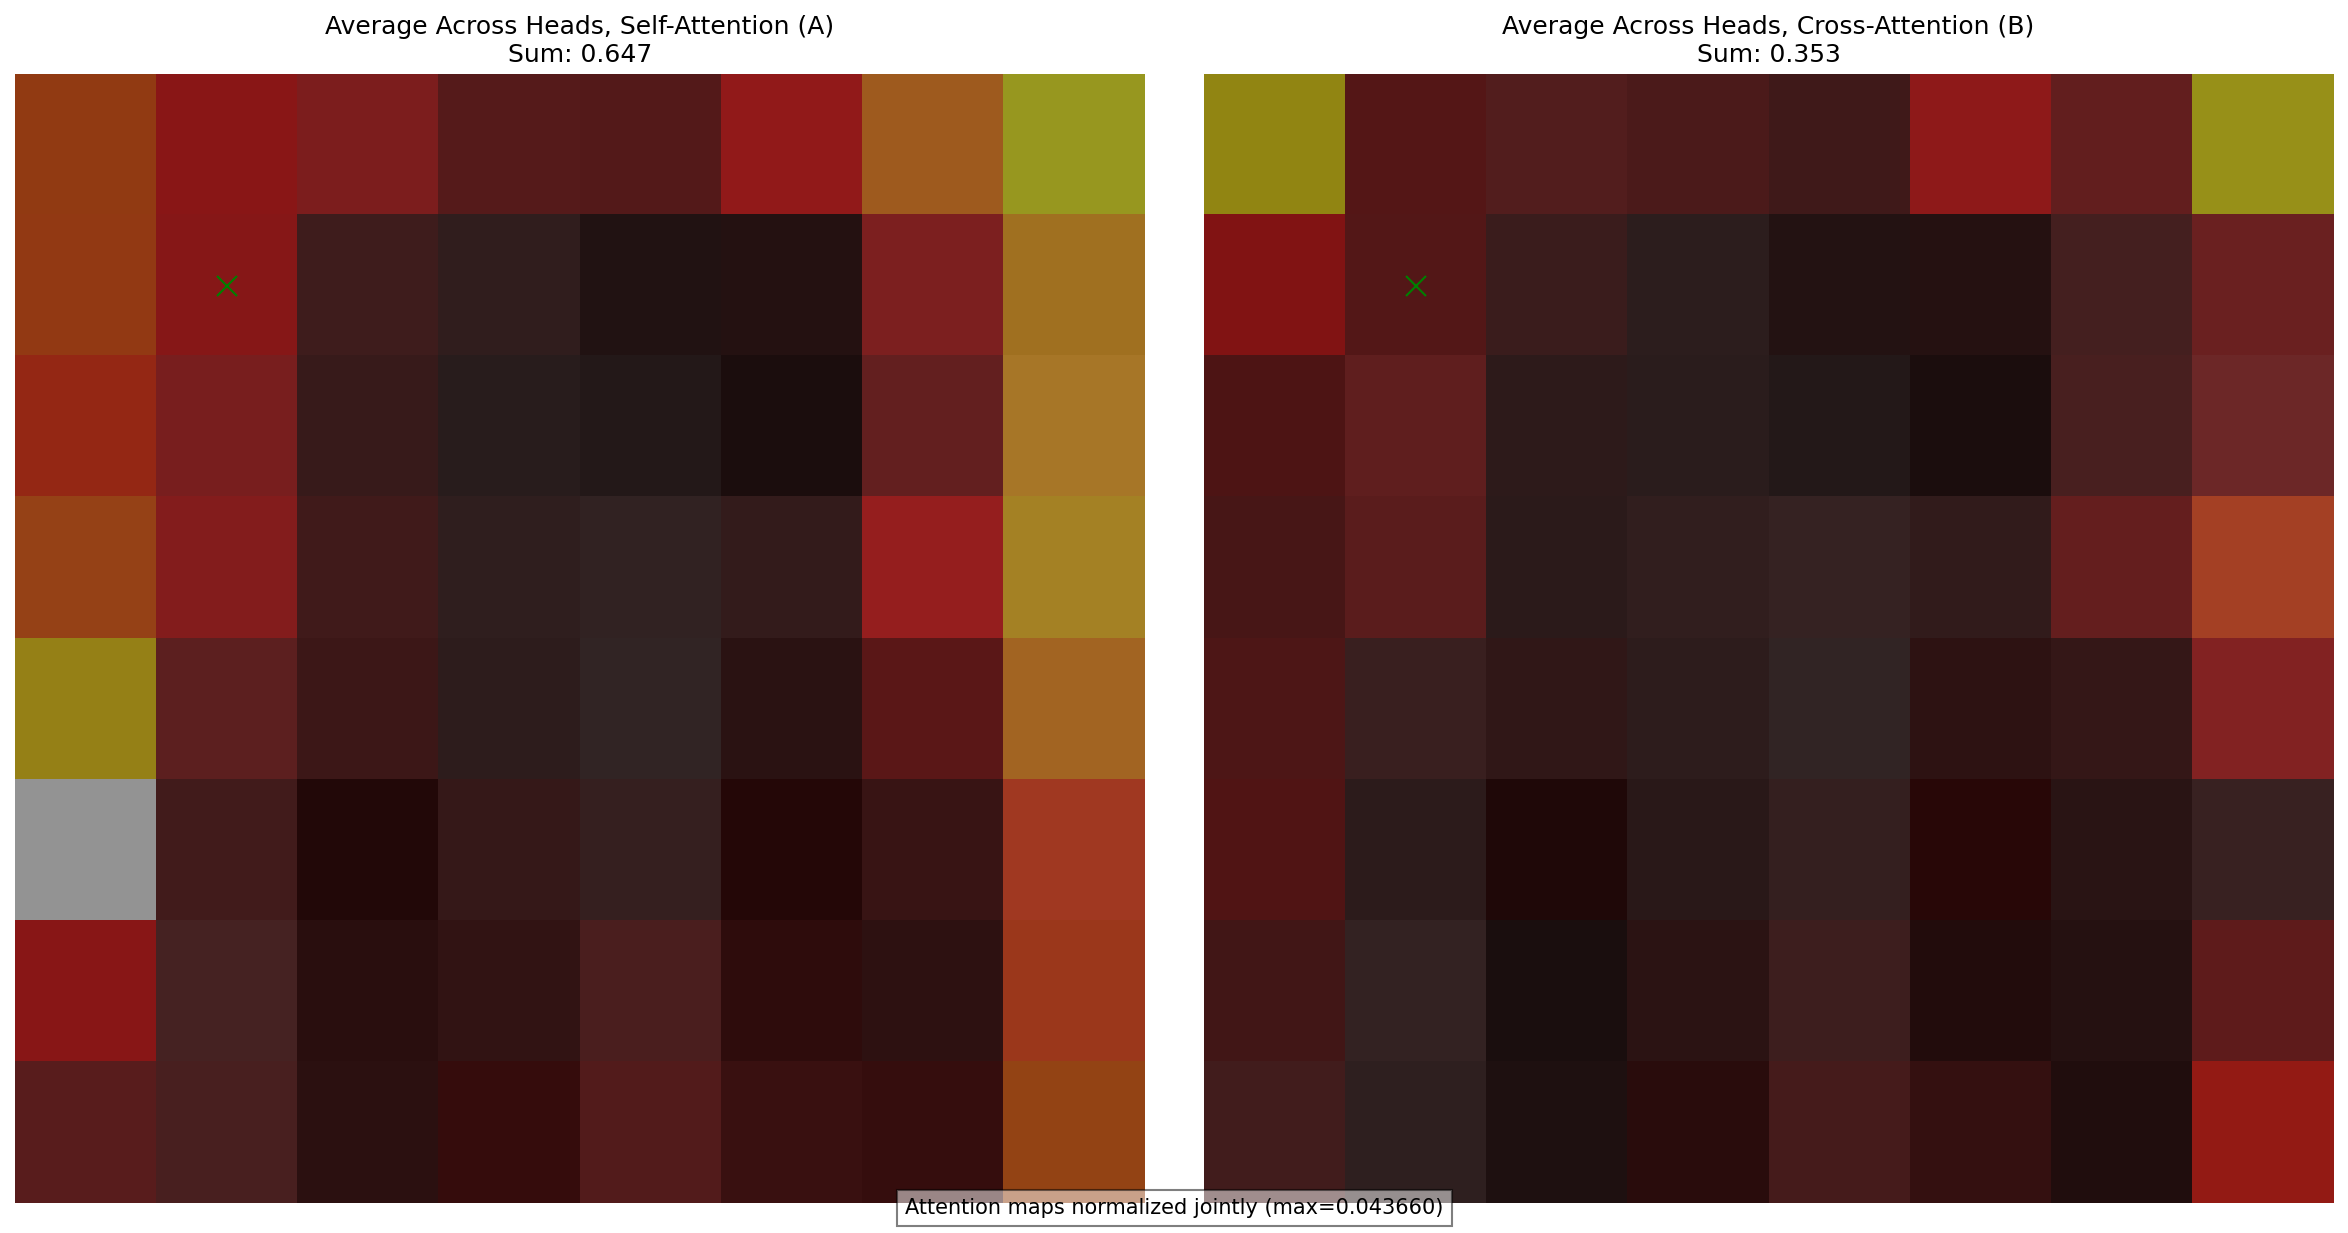 Average Across Heads, Self-Attention (A)
Sum: 0.647
Average Across Heads, Cross-Attention (B)
Sum: 0.353
Attention maps normalized jointly (max=0.043660)